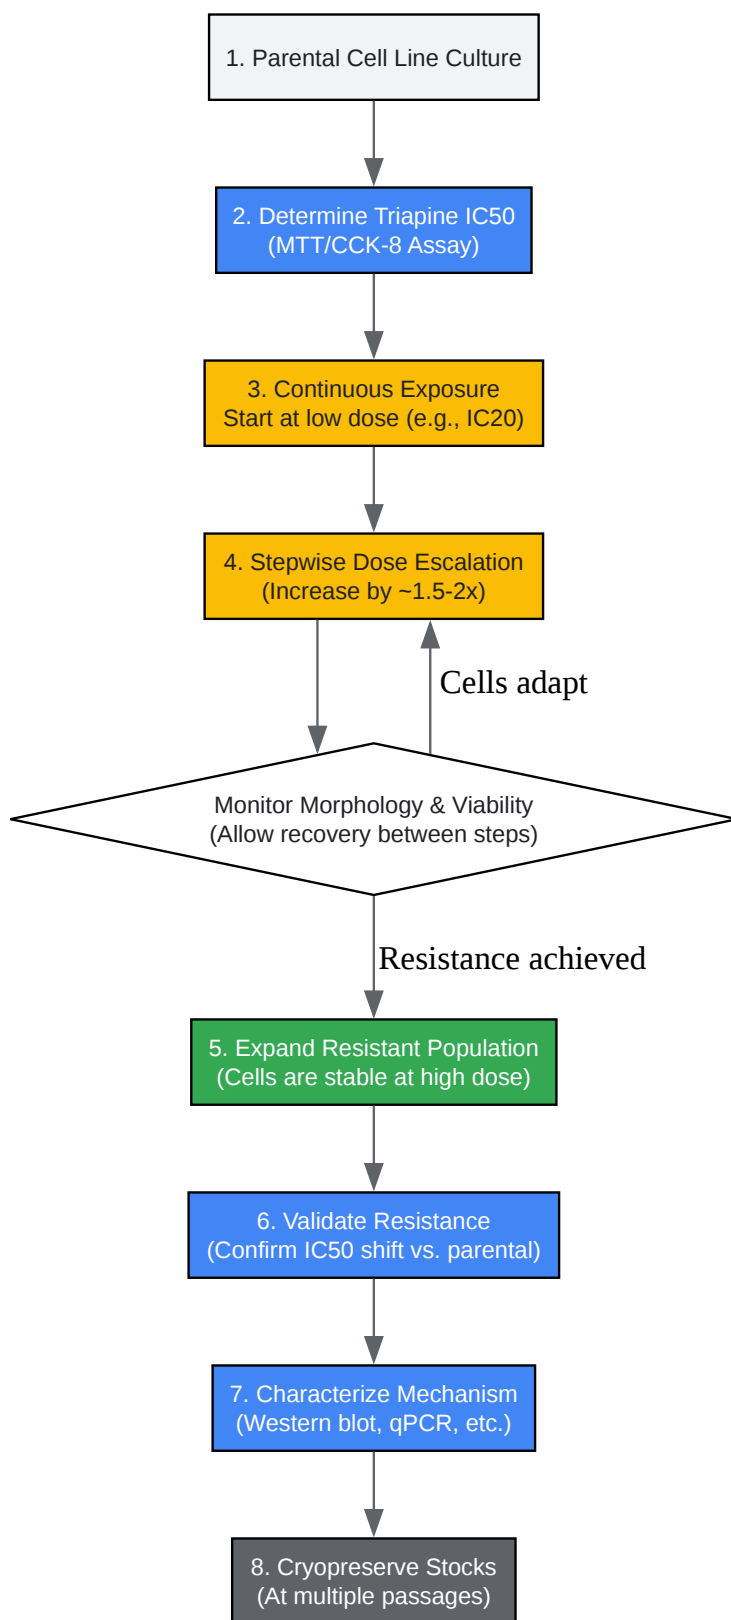 1. Parental Cell Line Culture
2. Determine Triapine IC50
(MTT/CCK-8 Assay)
3. Continuous Exposure
Start at low dose (e.g., IC20)
4. Stepwise Dose Escalation
(Increase by ~1.5-2x)
Cells adapt
Monitor Morphology & Viability
(Allow recovery between steps)
Resistance achieved
5. Expand Resistant Population
(Cells are stable at high dose)
6. Validate Resistance
(Confirm IC50 shift vs. parental)
7. Characterize Mechanism
(Western blot, qPCR, etc.)
8. Cryopreserve Stocks
(At multiple passages)